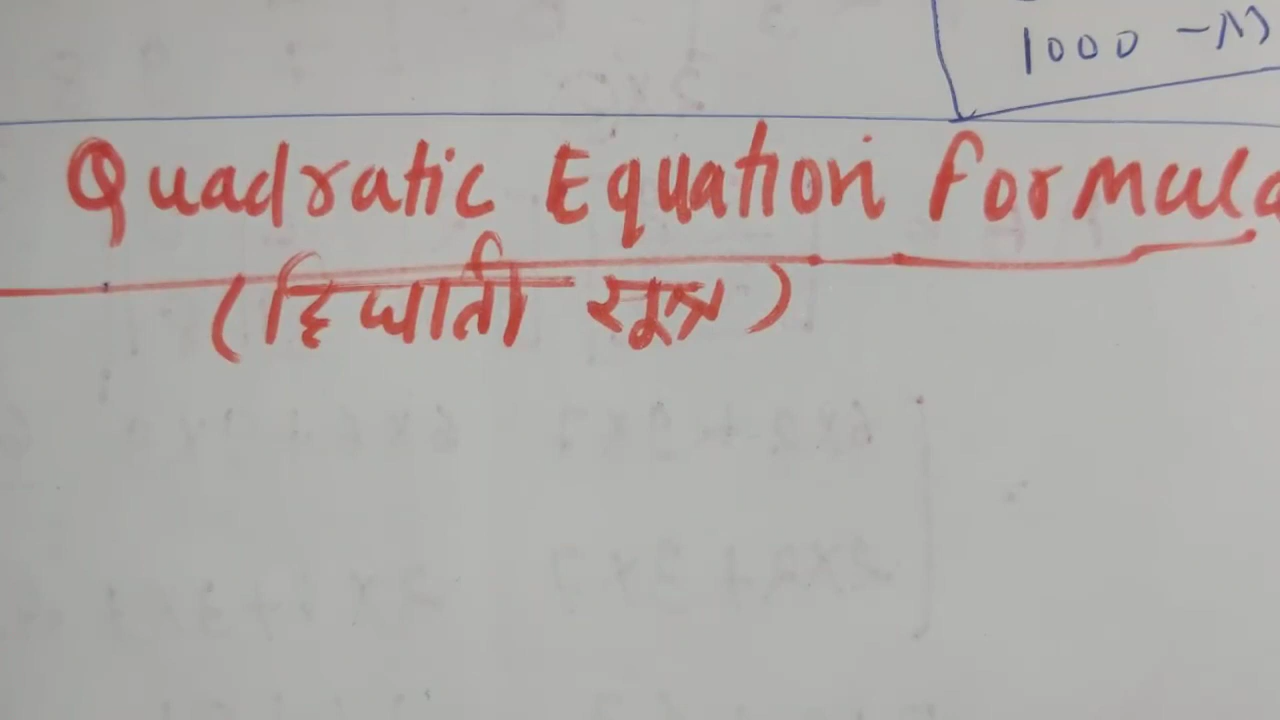 1000 - M
Quadratic Equation formula
(द्विघाती सूत्र)